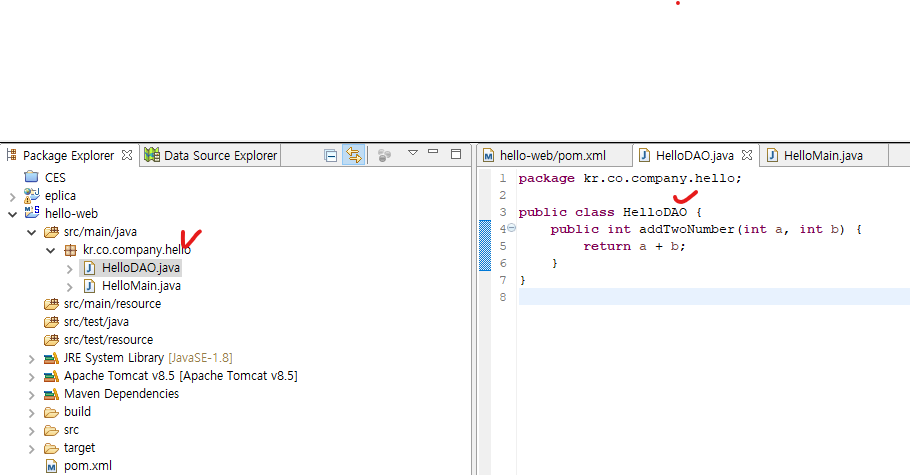 Package Explorer
Data Source Explorer
CES
eplica
hello-web
src/main/java
kr.co.company.hello
HelloDAO.java
HelloMain.java
src/main/resource
src/test/java
src/test/resource
JRE System Library [JavaSE-1.8]
Apache Tomcat v8.5 [Apache Tomcat v8.5]
Maven Dependencies
build
src
target
pom.xml
hello-web/pom.xml
HelloDAO.java
HelloMain.java
1 package kr.co.company.hello;
2
3 public class HelloDAO {
4 public int addTwoNumber(int a, int b) {
5 return a + b;
6 }
7 }
8